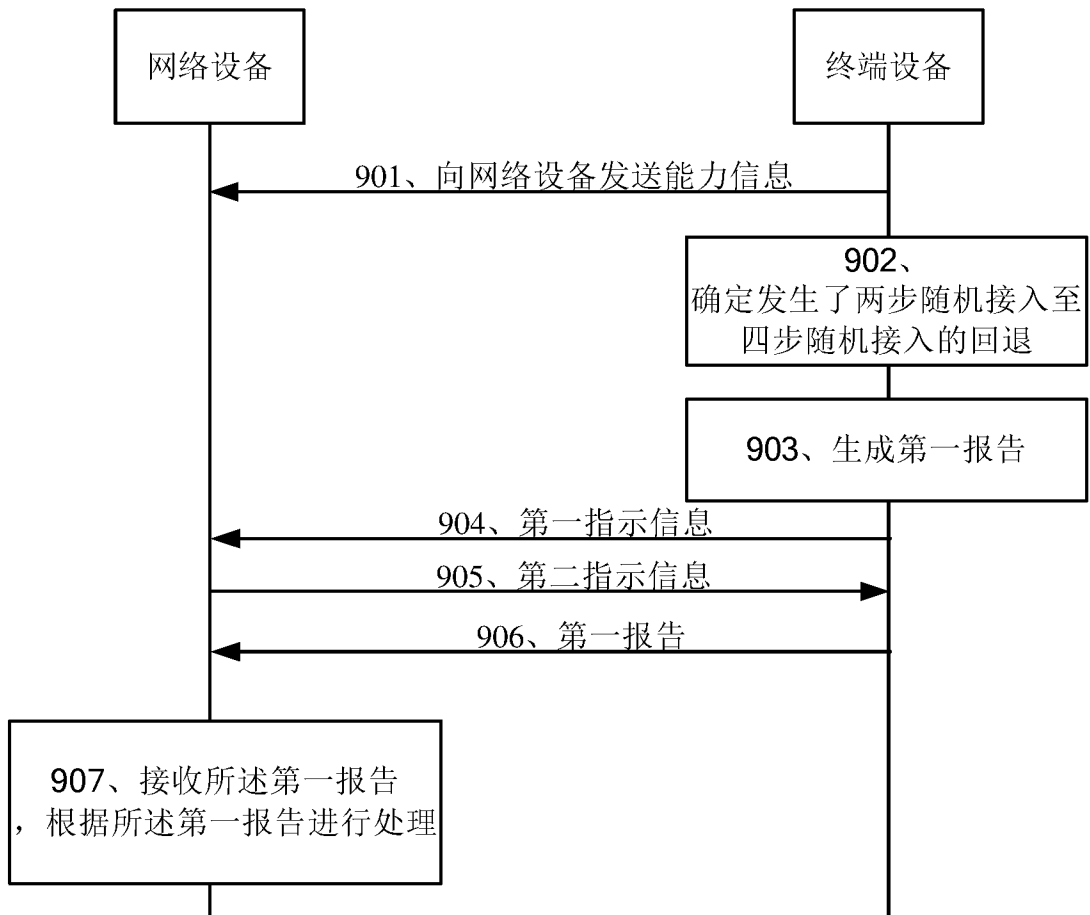 网络设备
终端设备
901、向网络设备发送能力信息
902、
确定发生了两步随机接入至
四步随机接入的回退
903、生成第一报告
904、第一指示信息
905、第二指示信息
906、第一报告
907、接收所述第一报告
，根据所述第一报告进行处理